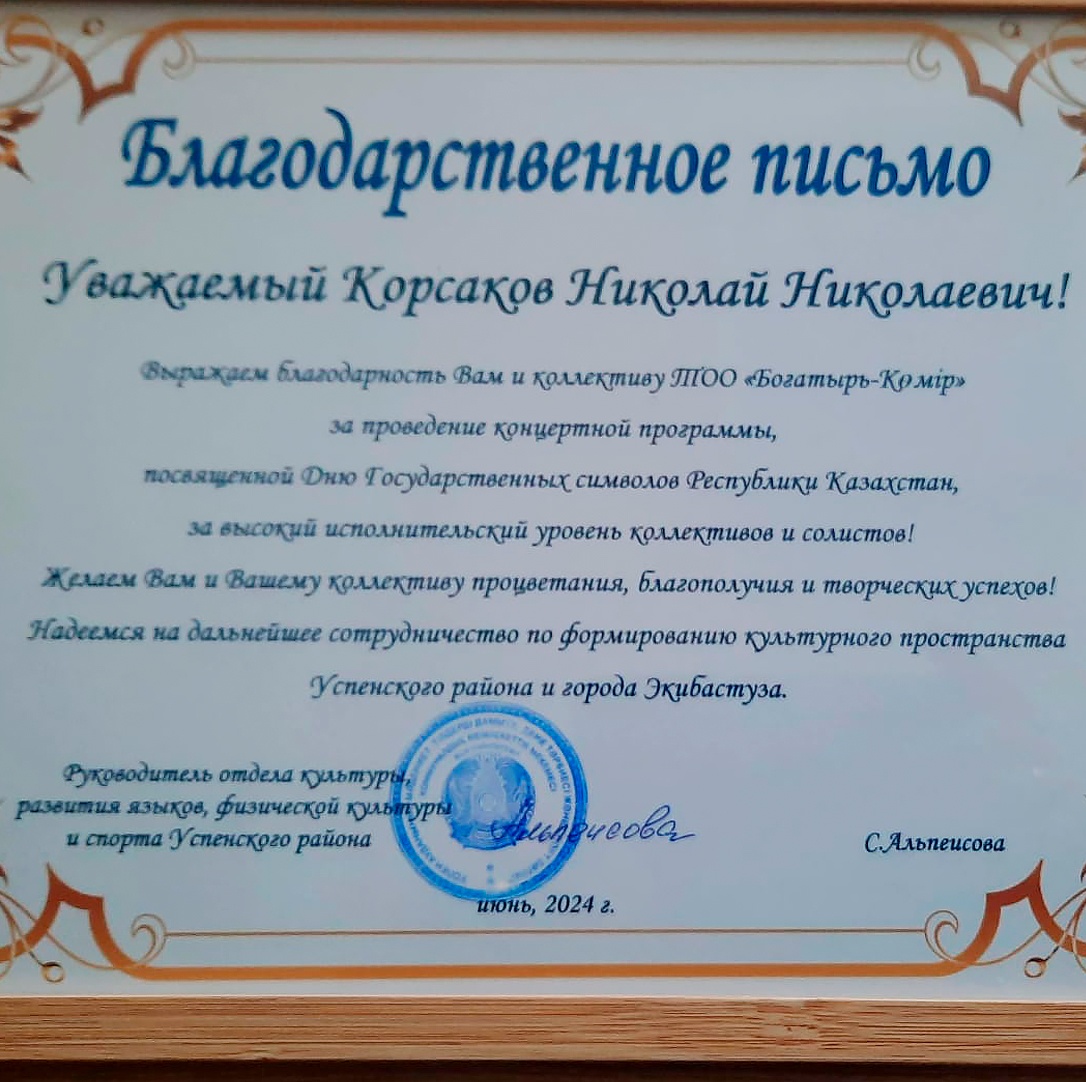 Благодарственное письмо
Уважаемый Корсаков Николай Николаевич!
Выражаем благодарность Вам и коллективу ТОО «Богатырь-Көмір»
за проведение концертной программы,
посвященной Дню Государственных символов Республики Казахстан,
за высокий исполнительский уровень коллективов и солистов!
Желаем Вам и Вашему коллективу процветания, благополучия и творческих успехов!
Надеемся на дальнейшее сотрудничество по формированию культурного пространства
Успенского района и города Экибастуза.
Руководитель отдела культуры,
развития языков, физической культуры
и спорта Успенского района
Альпеисова
С.Альпеисова
июнь, 2024 г.